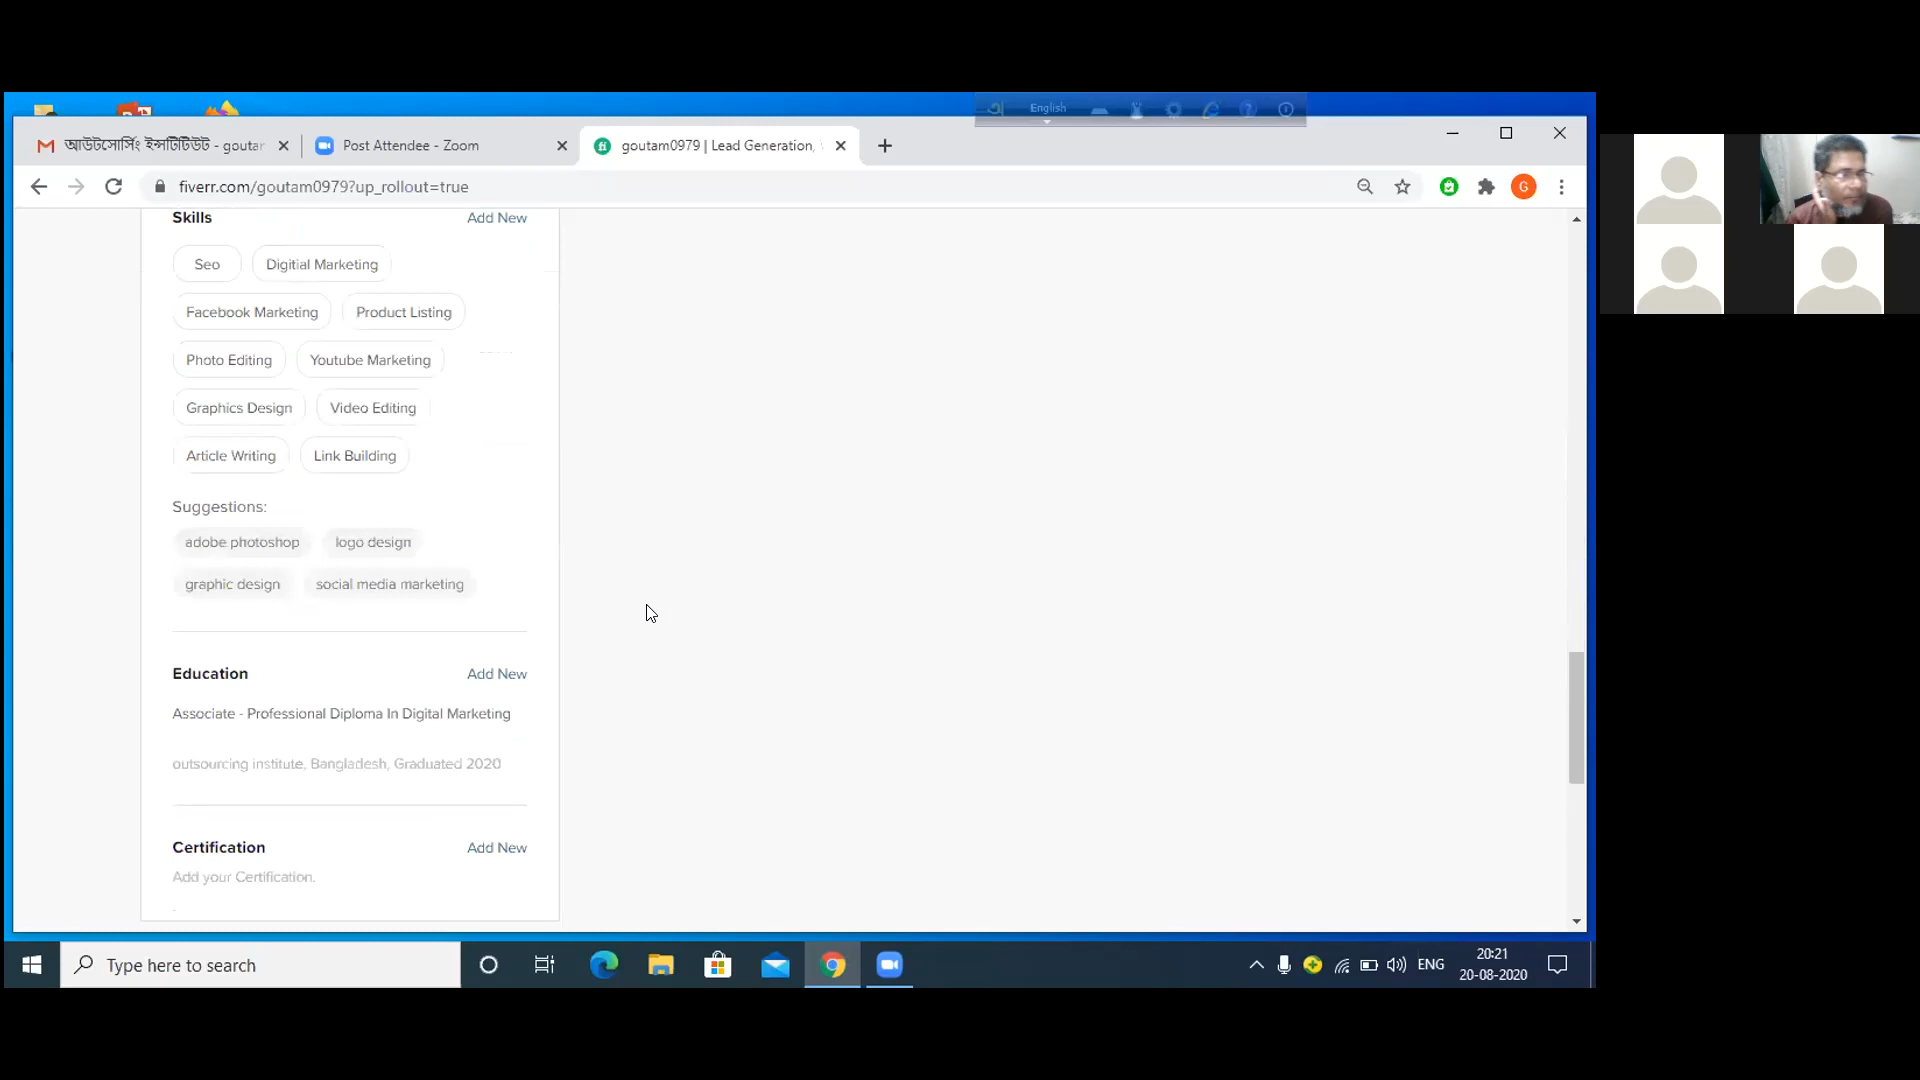 English
আউটসোর্সিং ইন্সটিটিউট - goutar
Post Attendee - Zoom
goutam0979 | Lead Generation,
fiverr.com/goutam0979?up_rollout=true
G
Skills
Add New
Seo
Digitial Marketing
Facebook Marketing
Product Listing
Photo Editing
Youtube Marketing
Graphics Design
Video Editing
Article Writing
Link Building
Suggestions:
adobe photoshop
logo design
graphic design
social media marketing
Education
Add New
Associate - Professional Diploma In Digital Marketing
outsourcing institute, Bangladesh, Graduated 2020
Certification
Add New
Add your Certification.
Type here to search
ENG
20:21
20-08-2020